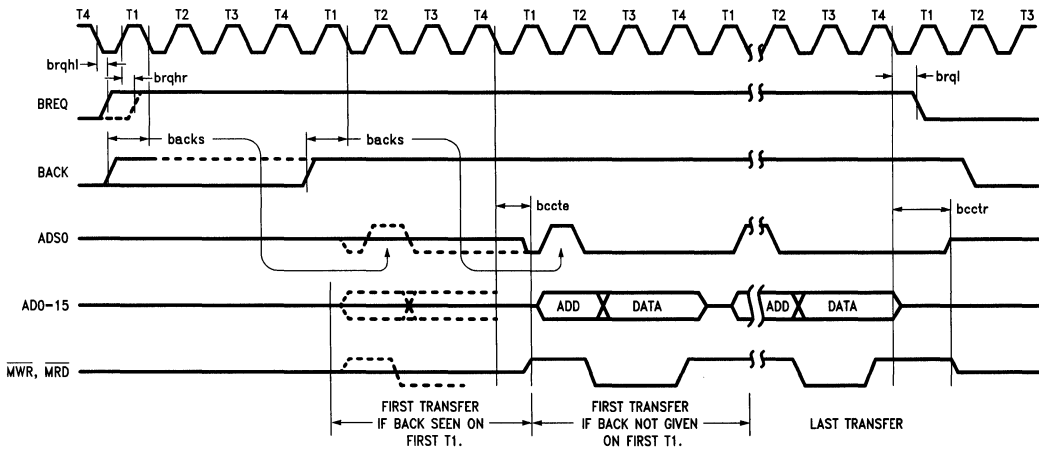 T4 T1 T2 T3 T4 T1 T2 T3 T4 T1 T2 T3 T4 T1 T2 T3 T4 T1 T2 T3
brqhl
brqhr
brql
BREQ
backs
backs
BACK
bccte
bcctr
ADS0
AD0-15
ADD
DATA
ADD
DATA
MWR, MRD
FIRST TRANSFER
IF BACK SEEN ON
FIRST T1.
FIRST TRANSFER
IF BACK NOT GIVEN
ON FIRST T1.
LAST TRANSFER